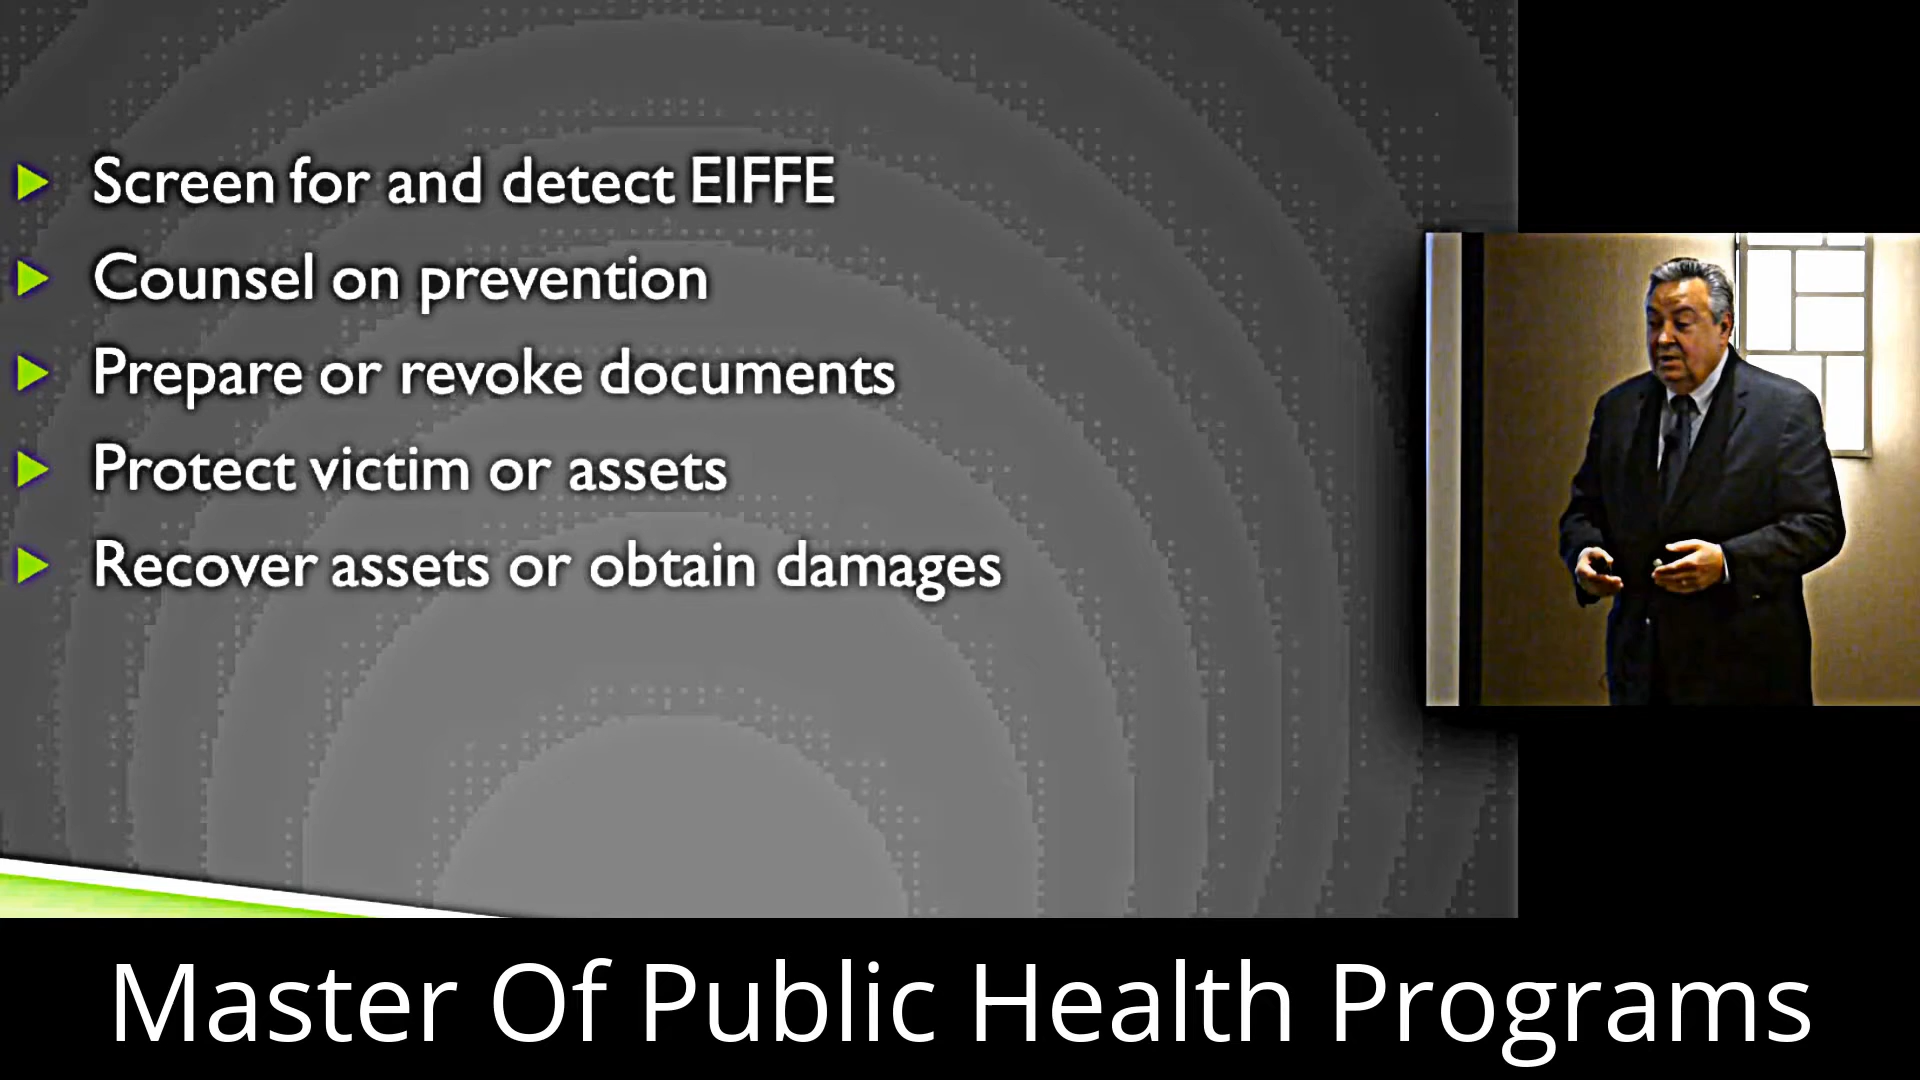 Screen for and detect EIFFE
Counsel on prevention
Prepare or revoke documents
Protect victim or assets
Recover assets or obtain damages
Master Of Public Health Programs